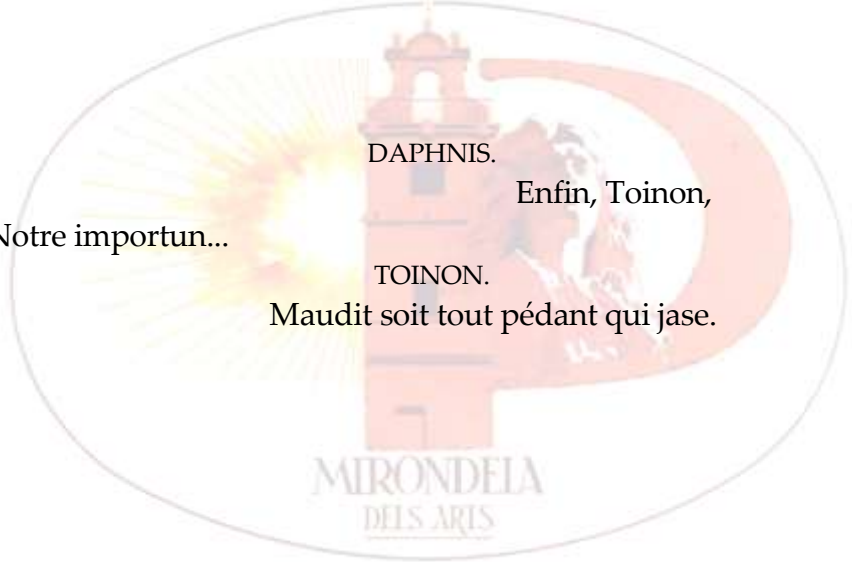 DAPHNIS.
Enfin, Toinon,
Notre importun...
TOINON.
Maudit soit tout pédant qui jase.
MIRONDELA
DELS ARTS